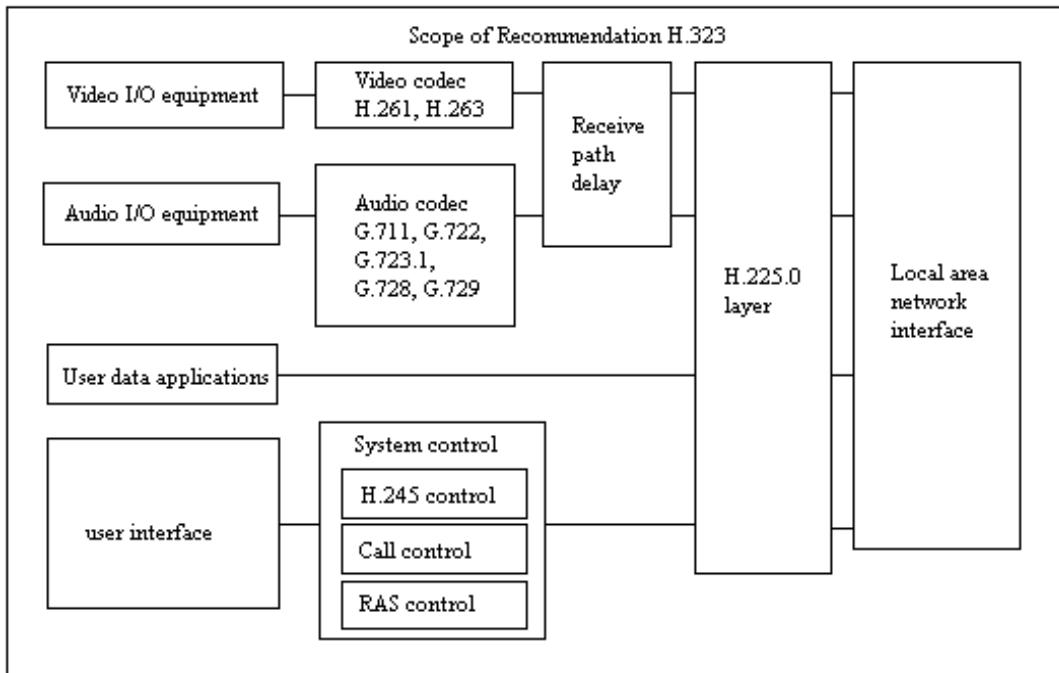 Scope of Recommendation H.323
Video I/O equipment
Video codec
H.261, H.263
Receive
path
delay
Audio I/O equipment
Audio codec
G.711, G.722,
G.723.1,
G.728, G.729
H.225.0
layer
Local area
network
interface
User data applications
user interface
System control
H.245 control
Call control
RAS control